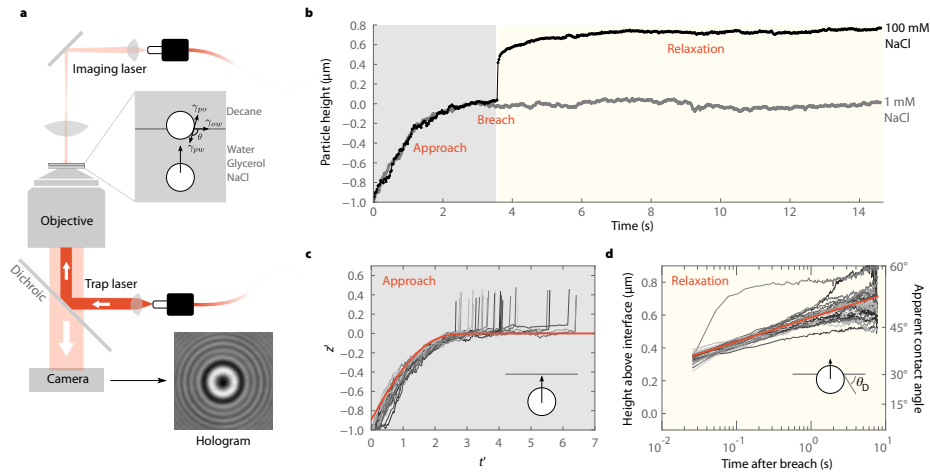 a
Imaging laser
γpo
Decane
γow
θ
γpw
Water
Glycerol
NaCl
Objective
Dichroic
Trap laser
Camera
Hologram
b
Particle height (μm)
0.8
0.6
0.4
0.2
0.0
−0.2
−0.4
−0.6
−0.8
−1.0
Approach
Breach
Relaxation
100 mM
NaCl
1 mM
NaCl
0 2 4 6 8 10 12 14
Time (s)
c
z'
0.6
0.4
0.2
0.0
−0.2
−0.4
−0.6
−0.8
−1.0
Approach
0 1 2 3 4 5 6 7
t'
d
Height above interface (μm)
0.8
0.6
0.4
0.2
0.0
Relaxation
θD
60°
45°
30°
15°
Apparent contact angle
10⁻² 10⁻¹ 10⁰ 10¹
Time after breach (s)